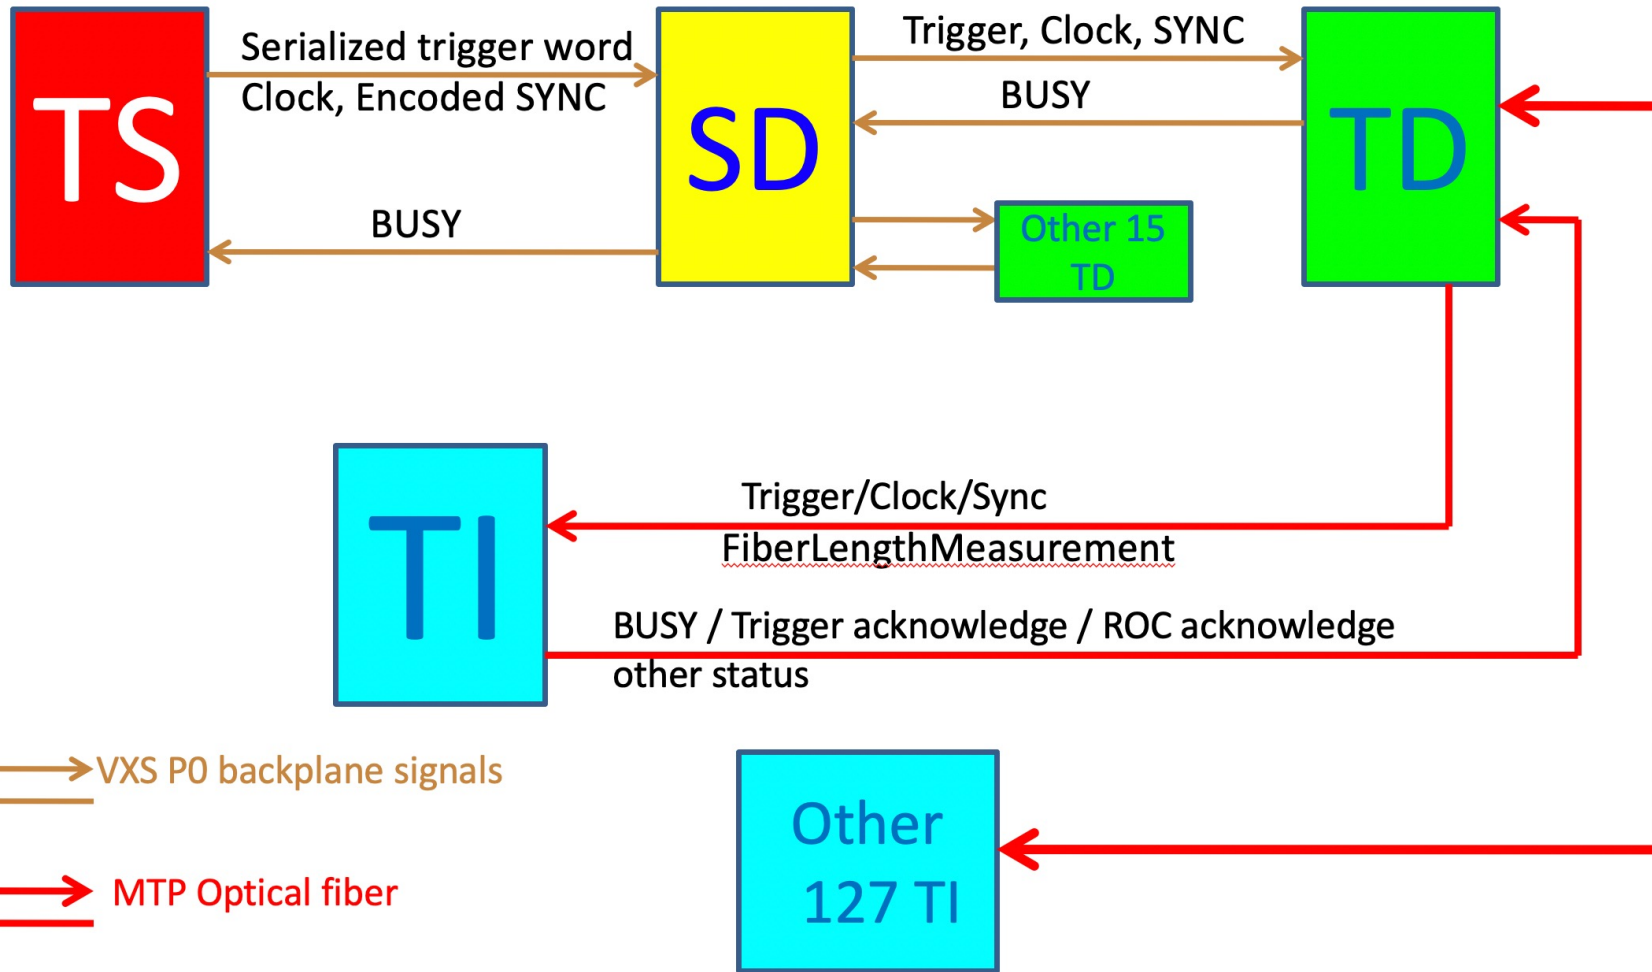 TS
Serialized trigger word
Clock, Encoded SYNC
BUSY
SD
Trigger, Clock, SYNC
BUSY
Other 15
TD
TD
TI
Trigger/Clock/Sync
FiberLengthMeasurement
BUSY / Trigger acknowledge / ROC acknowledge
other status
VXS P0 backplane signals
MTP Optical fiber
Other
127 TI